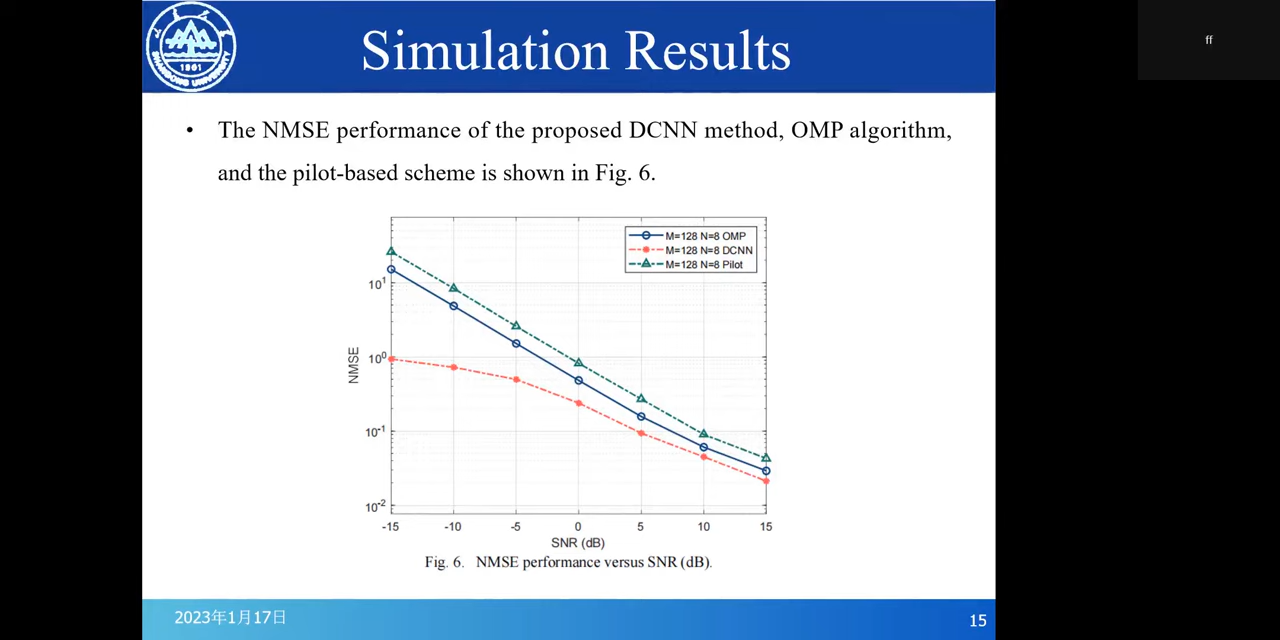 Simulation Results
SHANDONG UNIVERSITY
1901
ff
• The NMSE performance of the proposed DCNN method, OMP algorithm,
and the pilot-based scheme is shown in Fig. 6.
M=128 N=8 OMP
M=128 N=8 DCNN
M=128 N=8 Pilot
10¹
10⁰
10⁻¹
10⁻²
NMSE
-15 -10 -5 0 5 10 15
SNR (dB)
Fig. 6. NMSE performance versus SNR (dB).
2023年1月17日
15